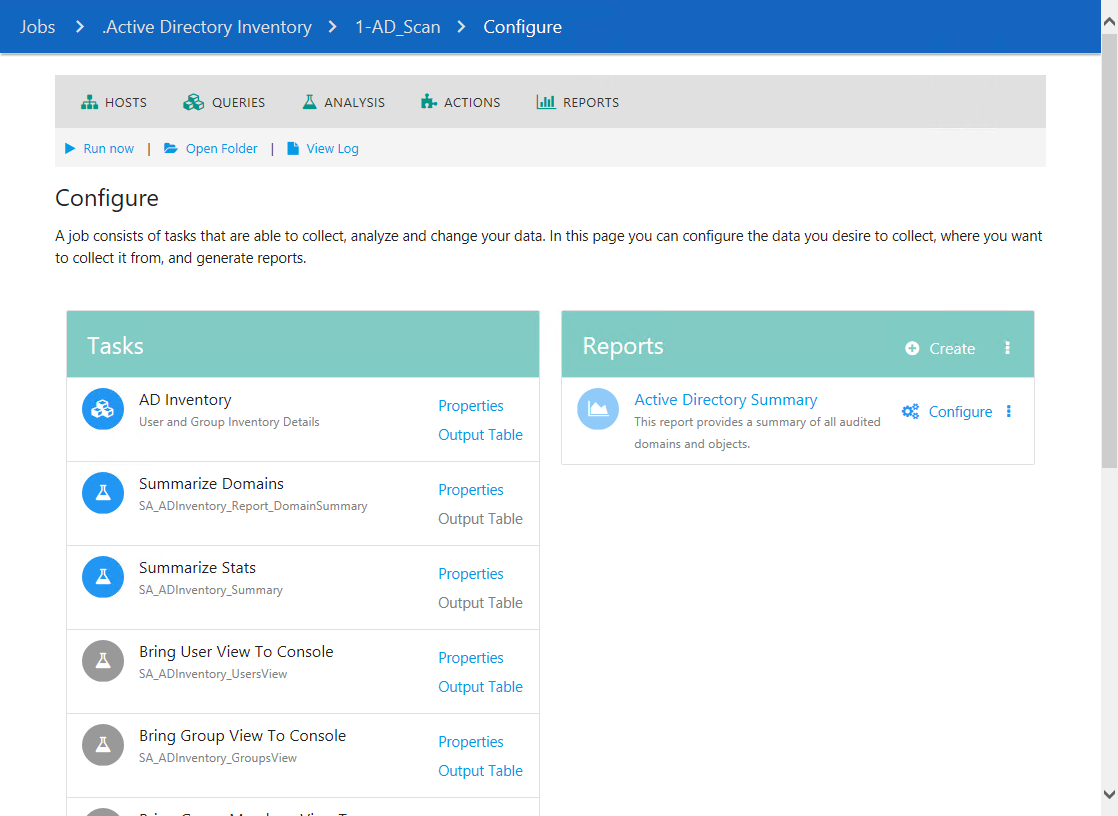 Jobs > .Active Directory Inventory > 1-AD_Scan > Configure
HOSTS QUERIES ANALYSIS ACTIONS REPORTS
Run now | Open Folder | View Log
Configure
A job consists of tasks that are able to collect, analyze and change your data. In this page you can configure the data you desire to collect, where you want
to collect it from, and generate reports.
Tasks
AD Inventory
User and Group Inventory Details
Properties
Output Table
Summarize Domains
SA_ADInventory_Report_DomainSummary
Properties
Output Table
Summarize Stats
SA_ADInventory_Summary
Properties
Output Table
Bring User View To Console
SA_ADInventory_UsersView
Properties
Output Table
Bring Group View To Console
SA_ADInventory_GroupsView
Properties
Output Table
Reports
Create
Active Directory Summary
This report provides a summary of all audited
domains and objects.
Configure